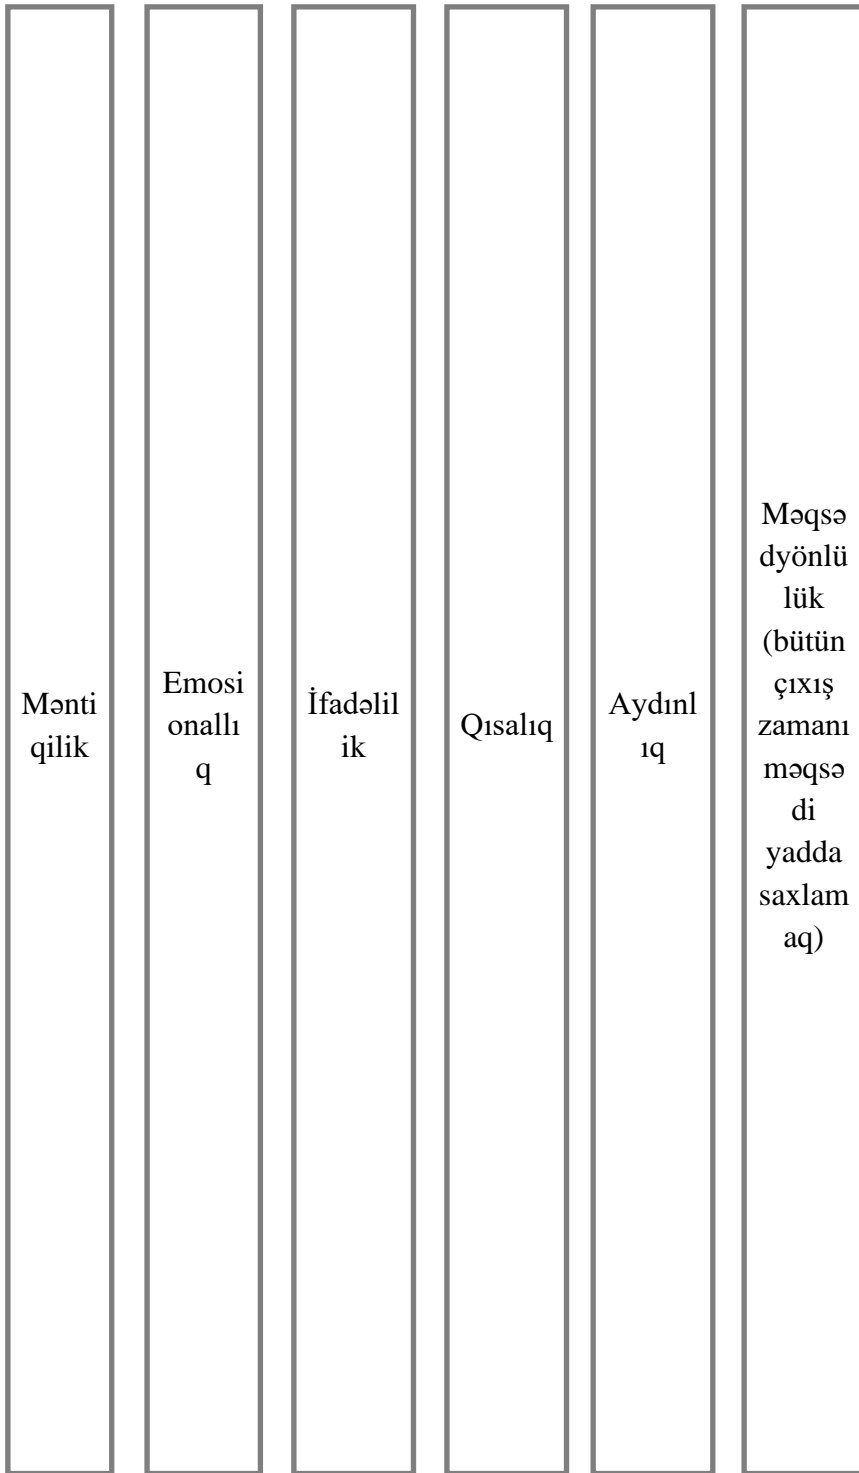 Mənti
qilik
Emosi
onallı
q
İfadəlil
ik
Qısalıq
Aydınl
ıq
Məqsə
dyönlü
lük
(bütün
çıxış
zamanı
məqsə
di
yadda
saxlam
aq)